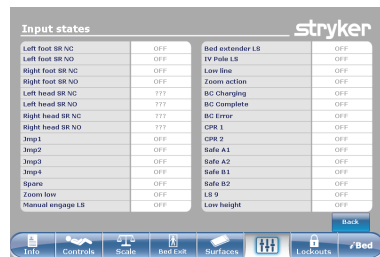 Input states
stryker
Left foot SR NC OFF
Left foot SR NO OFF
Right foot SR NC OFF
Right foot SR NO OFF
Left head SR NC ???
Left head SR NO ???
Right head SR NC ???
Right head SR NO ???
Jmp1 OFF
Jmp2 OFF
Jmp3 OFF
Jmp4 OFF
Spare OFF
Zoom low OFF
Manual engage LS OFF
Bed extender LS OFF
IV Pole LS OFF
Low line OFF
Zoom action OFF
BC Charging OFF
BC Complete OFF
BC Error OFF
CPR 1 OFF
CPR 2 OFF
Safe A1 OFF
Safe A2 OFF
Safe B1 OFF
Safe B2 OFF
LS 9 OFF
Low height OFF
Back
Info Controls Scale Bed Exit Surfaces Lockouts iBed